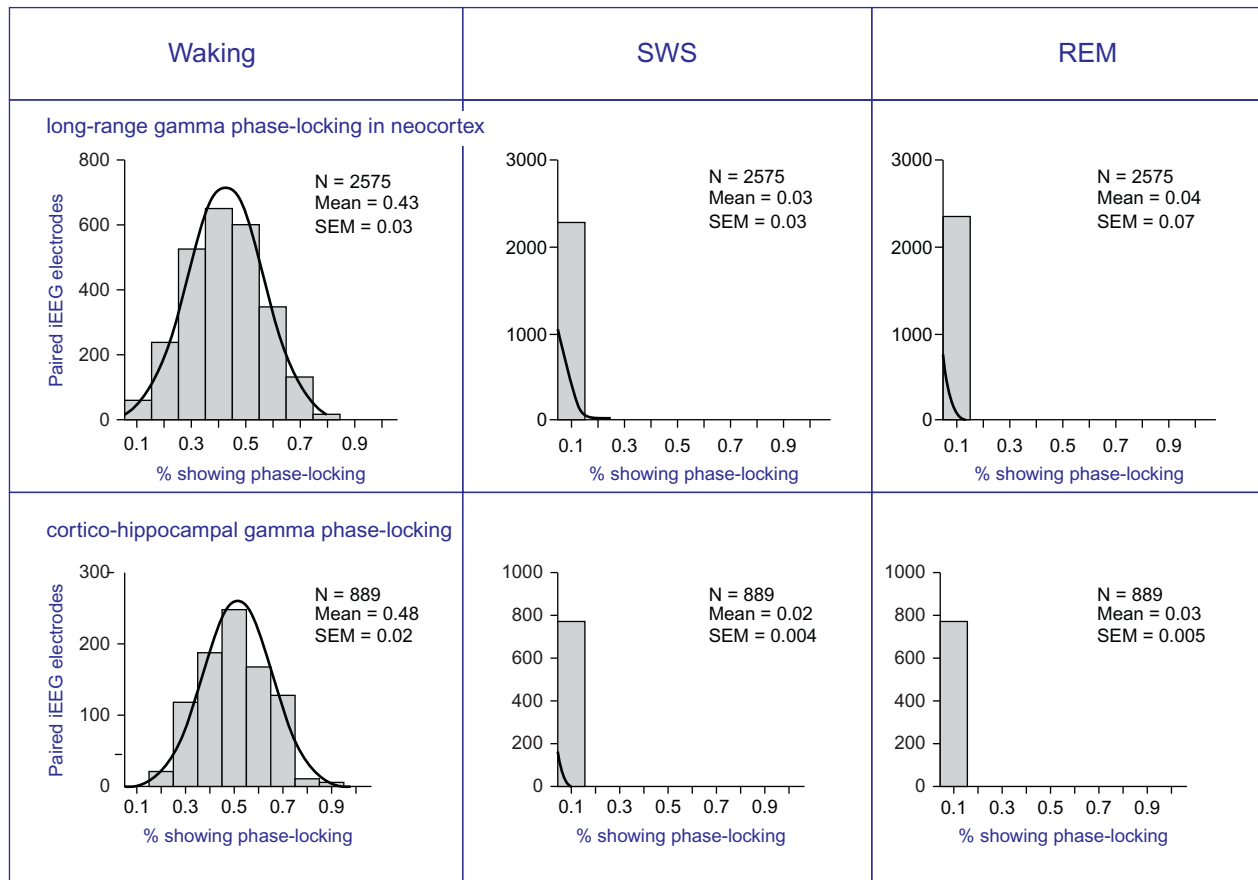 Waking
SWS
REM
long-range gamma phase-locking in neocortex
800
600
400
200
0
Paired iEEG electrodes
N = 2575
Mean = 0.43
SEM = 0.03
0.1 0.3 0.5 0.7 0.9
% showing phase-locking
3000
2000
1000
0
N = 2575
Mean = 0.03
SEM = 0.03
0.1 0.3 0.5 0.7 0.9
% showing phase-locking
3000
2000
1000
0
N = 2575
Mean = 0.04
SEM = 0.07
0.1 0.3 0.5 0.7 0.9
% showing phase-locking
cortico-hippocampal gamma phase-locking
300
200
100
0
Paired iEEG electrodes
N = 889
Mean = 0.48
SEM = 0.02
0.1 0.3 0.5 0.7 0.9
% showing phase-locking
1000
800
600
400
200
0
N = 889
Mean = 0.02
SEM = 0.004
0.1 0.3 0.5 0.7 0.9
% showing phase-locking
1000
800
600
400
200
0
N = 889
Mean = 0.03
SEM = 0.005
0.1 0.3 0.5 0.7 0.9
% showing phase-locking